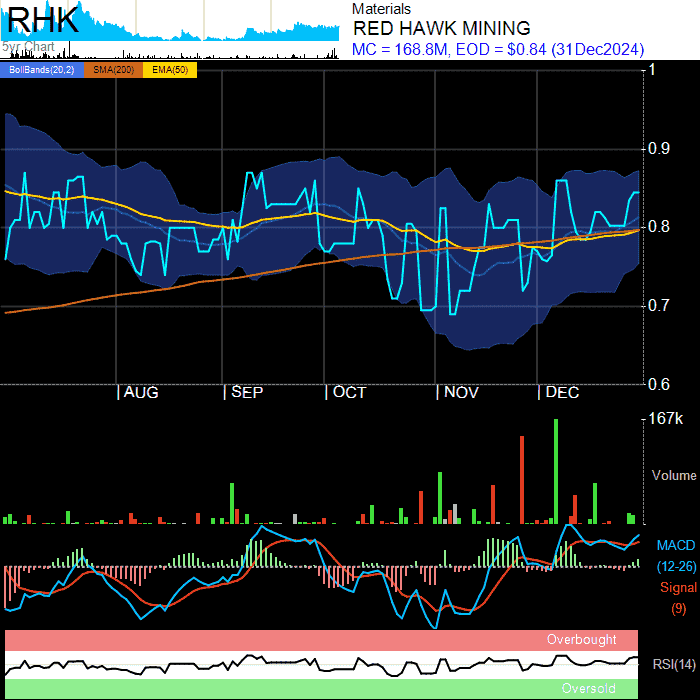 RHK
5yr Chart
Materials
RED HAWK MINING
MC = 168.8M, EOD = $0.84 (31Dec2024)
BollBands(20,2) SMA(200) EMA(50)
1
0.9
0.8
0.7
0.6
AUG SEP OCT NOV DEC
167k
Volume
MACD
(12-26)
Signal
(9)
Overbought
RSI(14)
Oversold